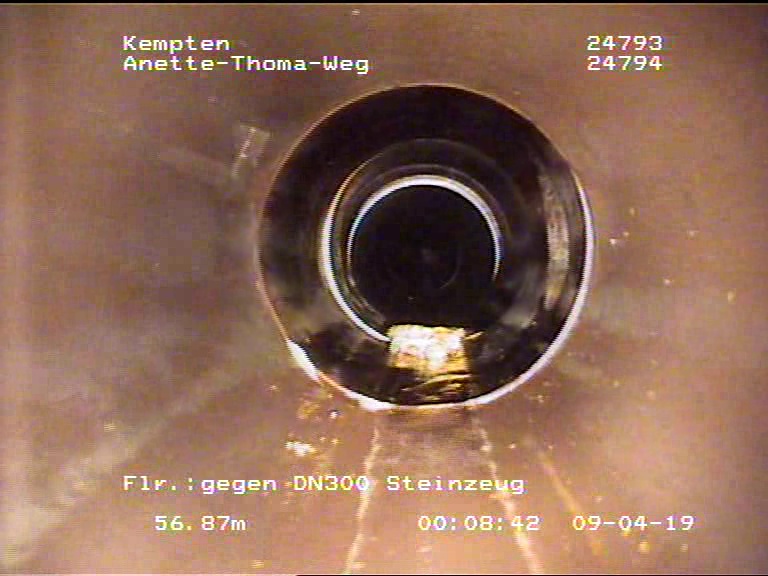 Kempten 24793
Anette-Thoma-Weg 24794
Flr.:gegen DN300 Steinzeug
56.87m 00:08:42 09-04-19